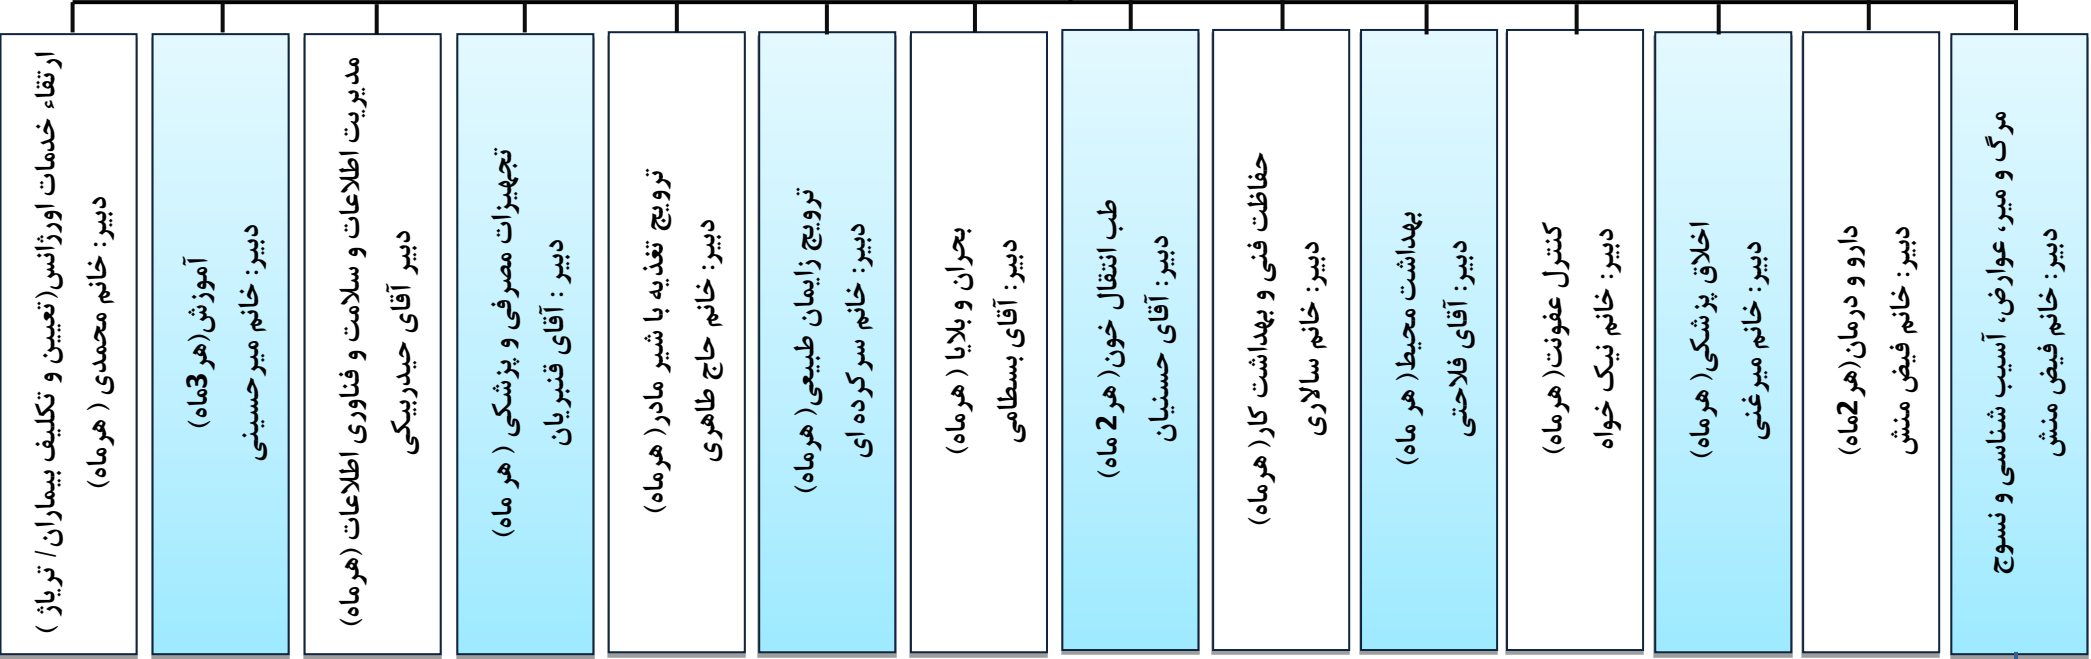 مرگ و میر، عوارض، آسیب شناسی و نسوج
دبیر: خانم فیض منش
دارو و درمان(هر2ماه)
دبیر: خانم فیض منش
اخلاق پزشکی( هرماه)
دبیر: خانم میرغنی
کنترل عفونت( هرماه)
دبیر: خانم نیک خواه
بهداشت محیط( هر ماه)
دبیر: آقای فلاحتی
حفاظت فنی و بهداشت کار( هرماه)
دبیر: خانم سالاری
طب انتقال خون( هر 2 ماه)
دبیر: آقای حسنیان
بحران و بلایا ( هرماه)
دبیر: آقای بسطامی
ترویج زایمان طبیعی( هرماه)
دبیر: خانم سرکرده ای
ترویج تغذیه با شیر مادر( هرماه)
دبیر: خانم حاج طاهری
تجهیزات مصرفی و پزشکی ( هر ماه)
دبیر : آقای قنبریان
مدیریت اطلاعات و سلامت و فناوری اطلاعات (هرماه)
دبیر آقای حیدربیکی
آموزش(هر3ماه)
دبیر: خانم میرحسینی
ارتقاء خدمات اورژانس(تعیین و تکلیف بیماران/ تریاژ )
دبیر: خانم محمدی ( هرماه)